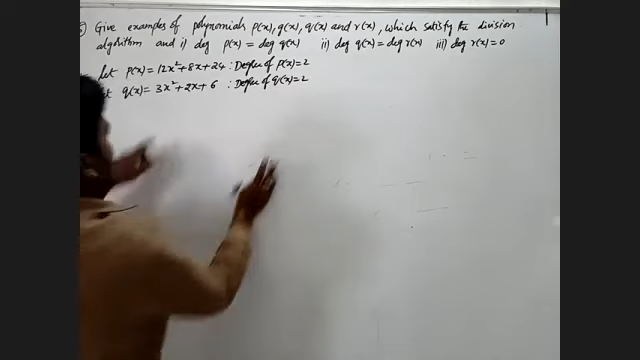 Give examples of polynomials p(x), g(x), q(x) and r(x), which satisfy the division
algorithm and i) deg p(x) = deg q(x) ii) deg q(x) = deg r(x) iii) deg r(x) = 0
Let p(x) = 12x² + 8x + 24 : Degree of p(x) = 2
q(x) = 3x² + 2x + 6 : Degree of q(x) = 2